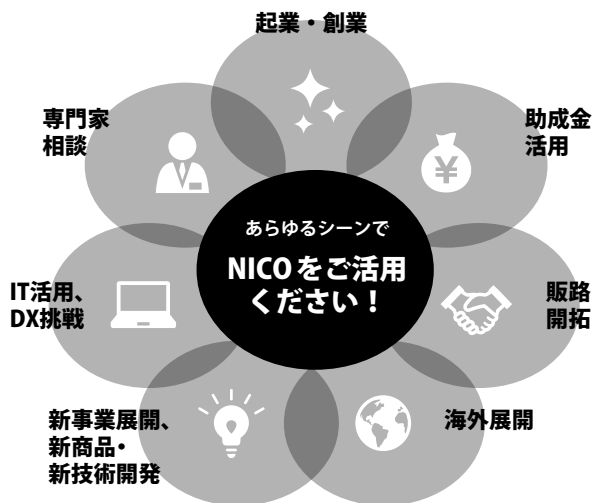 起業・創業
専門家
相談
助成金
活用
あらゆるシーンで
NICOをご活用
ください！
IT活用、
DX挑戦
販路
開拓
新事業展開、
新商品・
新技術開発
海外展開
¥